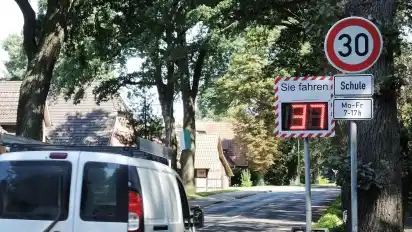 30
Schule
Mo-Fr
7-17h
Sie fahren
37